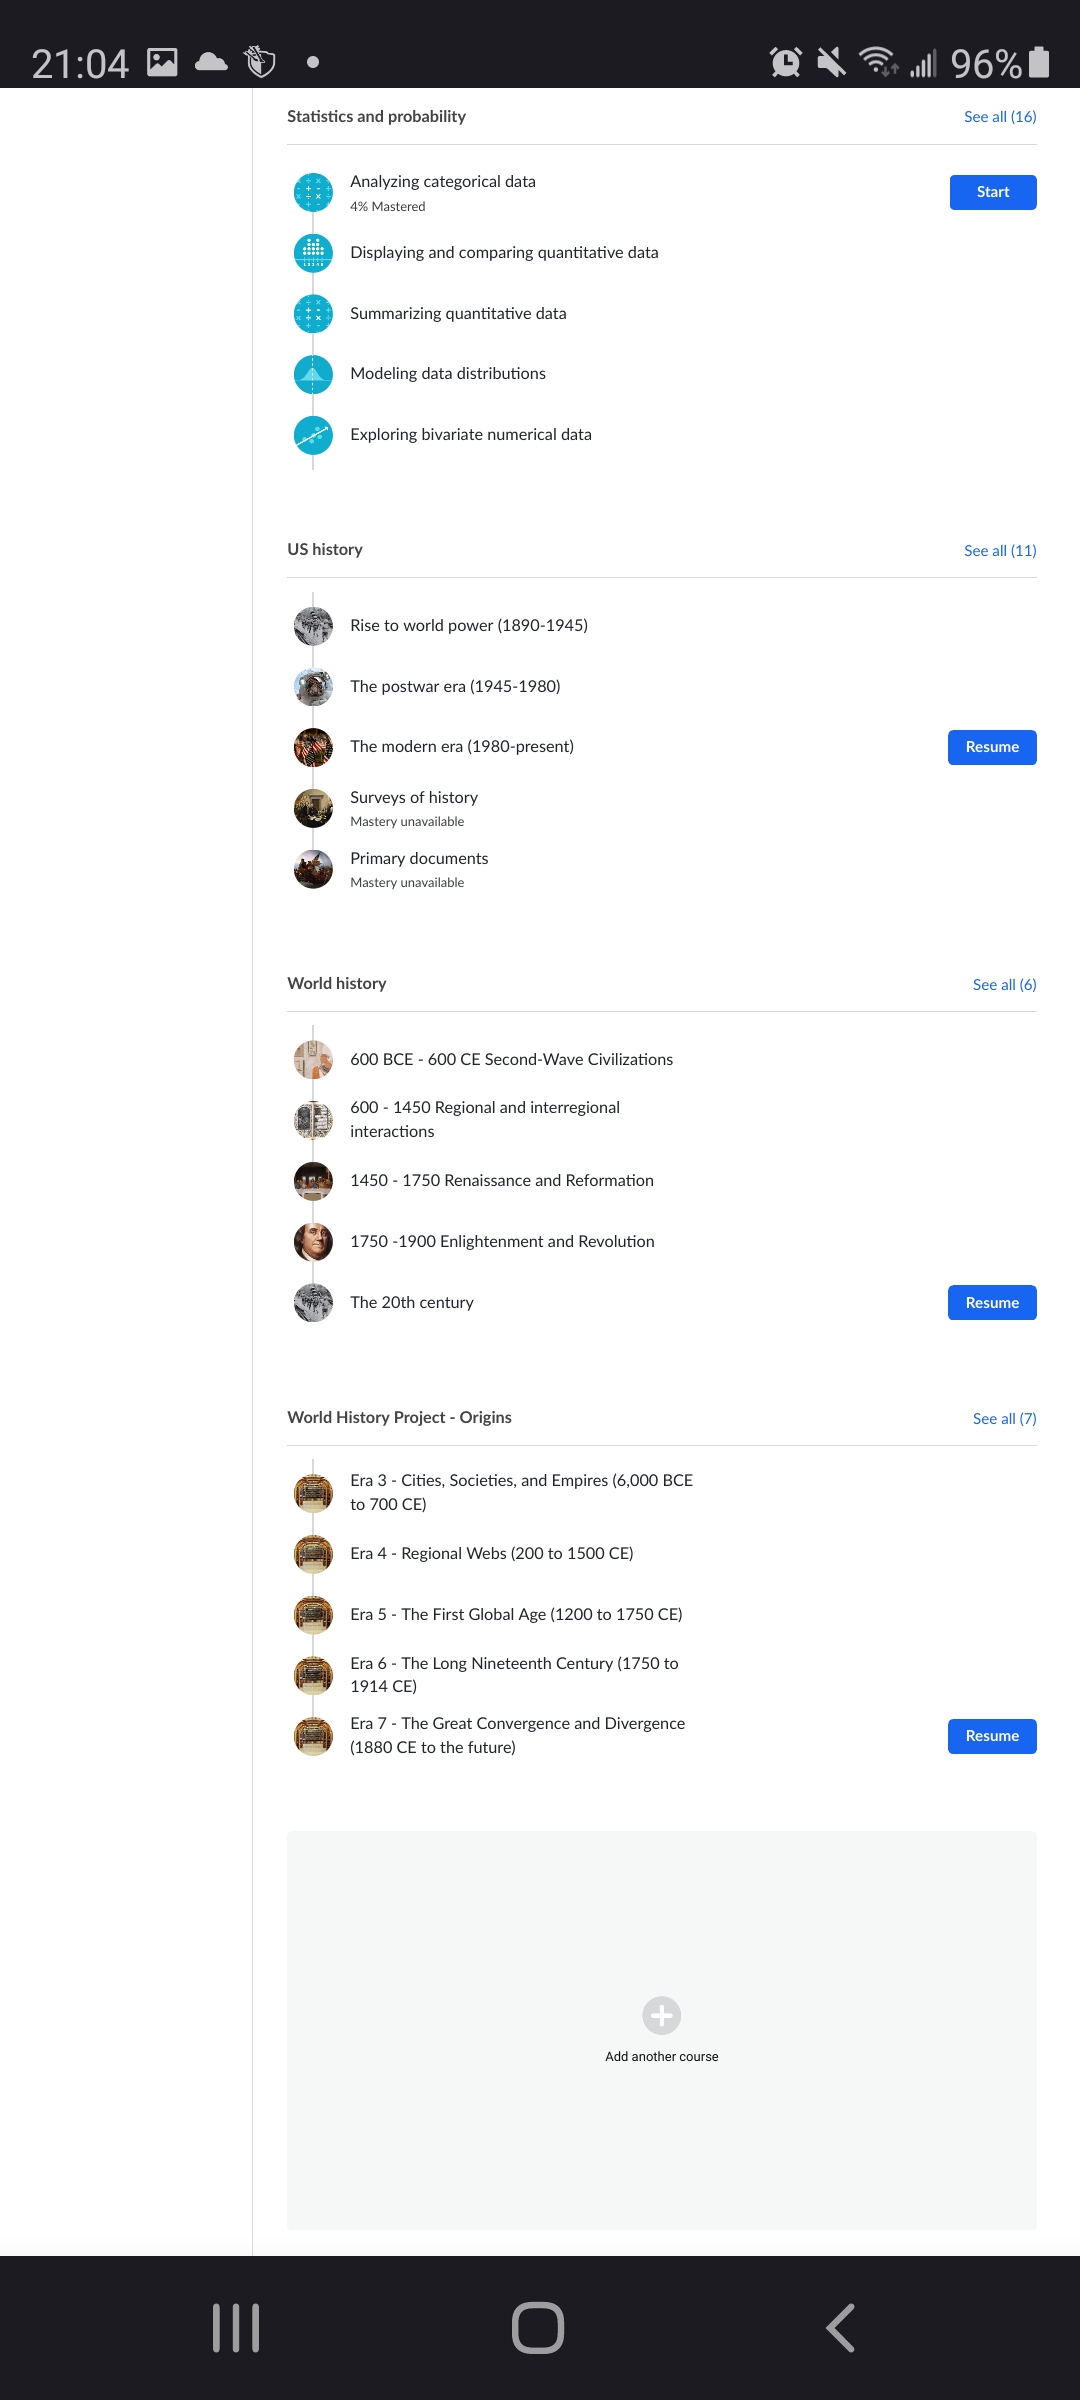 21:04
96%
Statistics and probability
See all (16)
Analyzing categorical data
4% Mastered
Start
Displaying and comparing quantitative data
Summarizing quantitative data
Modeling data distributions
Exploring bivariate numerical data
US history
See all (11)
Rise to world power (1890-1945)
The postwar era (1945-1980)
The modern era (1980-present)
Resume
Surveys of history
Mastery unavailable
Primary documents
Mastery unavailable
World history
See all (6)
600 BCE - 600 CE Second-Wave Civilizations
600 - 1450 Regional and interregional
interactions
1450 - 1750 Renaissance and Reformation
1750 -1900 Enlightenment and Revolution
The 20th century
Resume
World History Project - Origins
See all (7)
Era 3 - Cities, Societies, and Empires (6,000 BCE
to 700 CE)
Era 4 - Regional Webs (200 to 1500 CE)
Era 5 - The First Global Age (1200 to 1750 CE)
Era 6 - The Long Nineteenth Century (1750 to
1914 CE)
Era 7 - The Great Convergence and Divergence
(1880 CE to the future)
Resume
Add another course